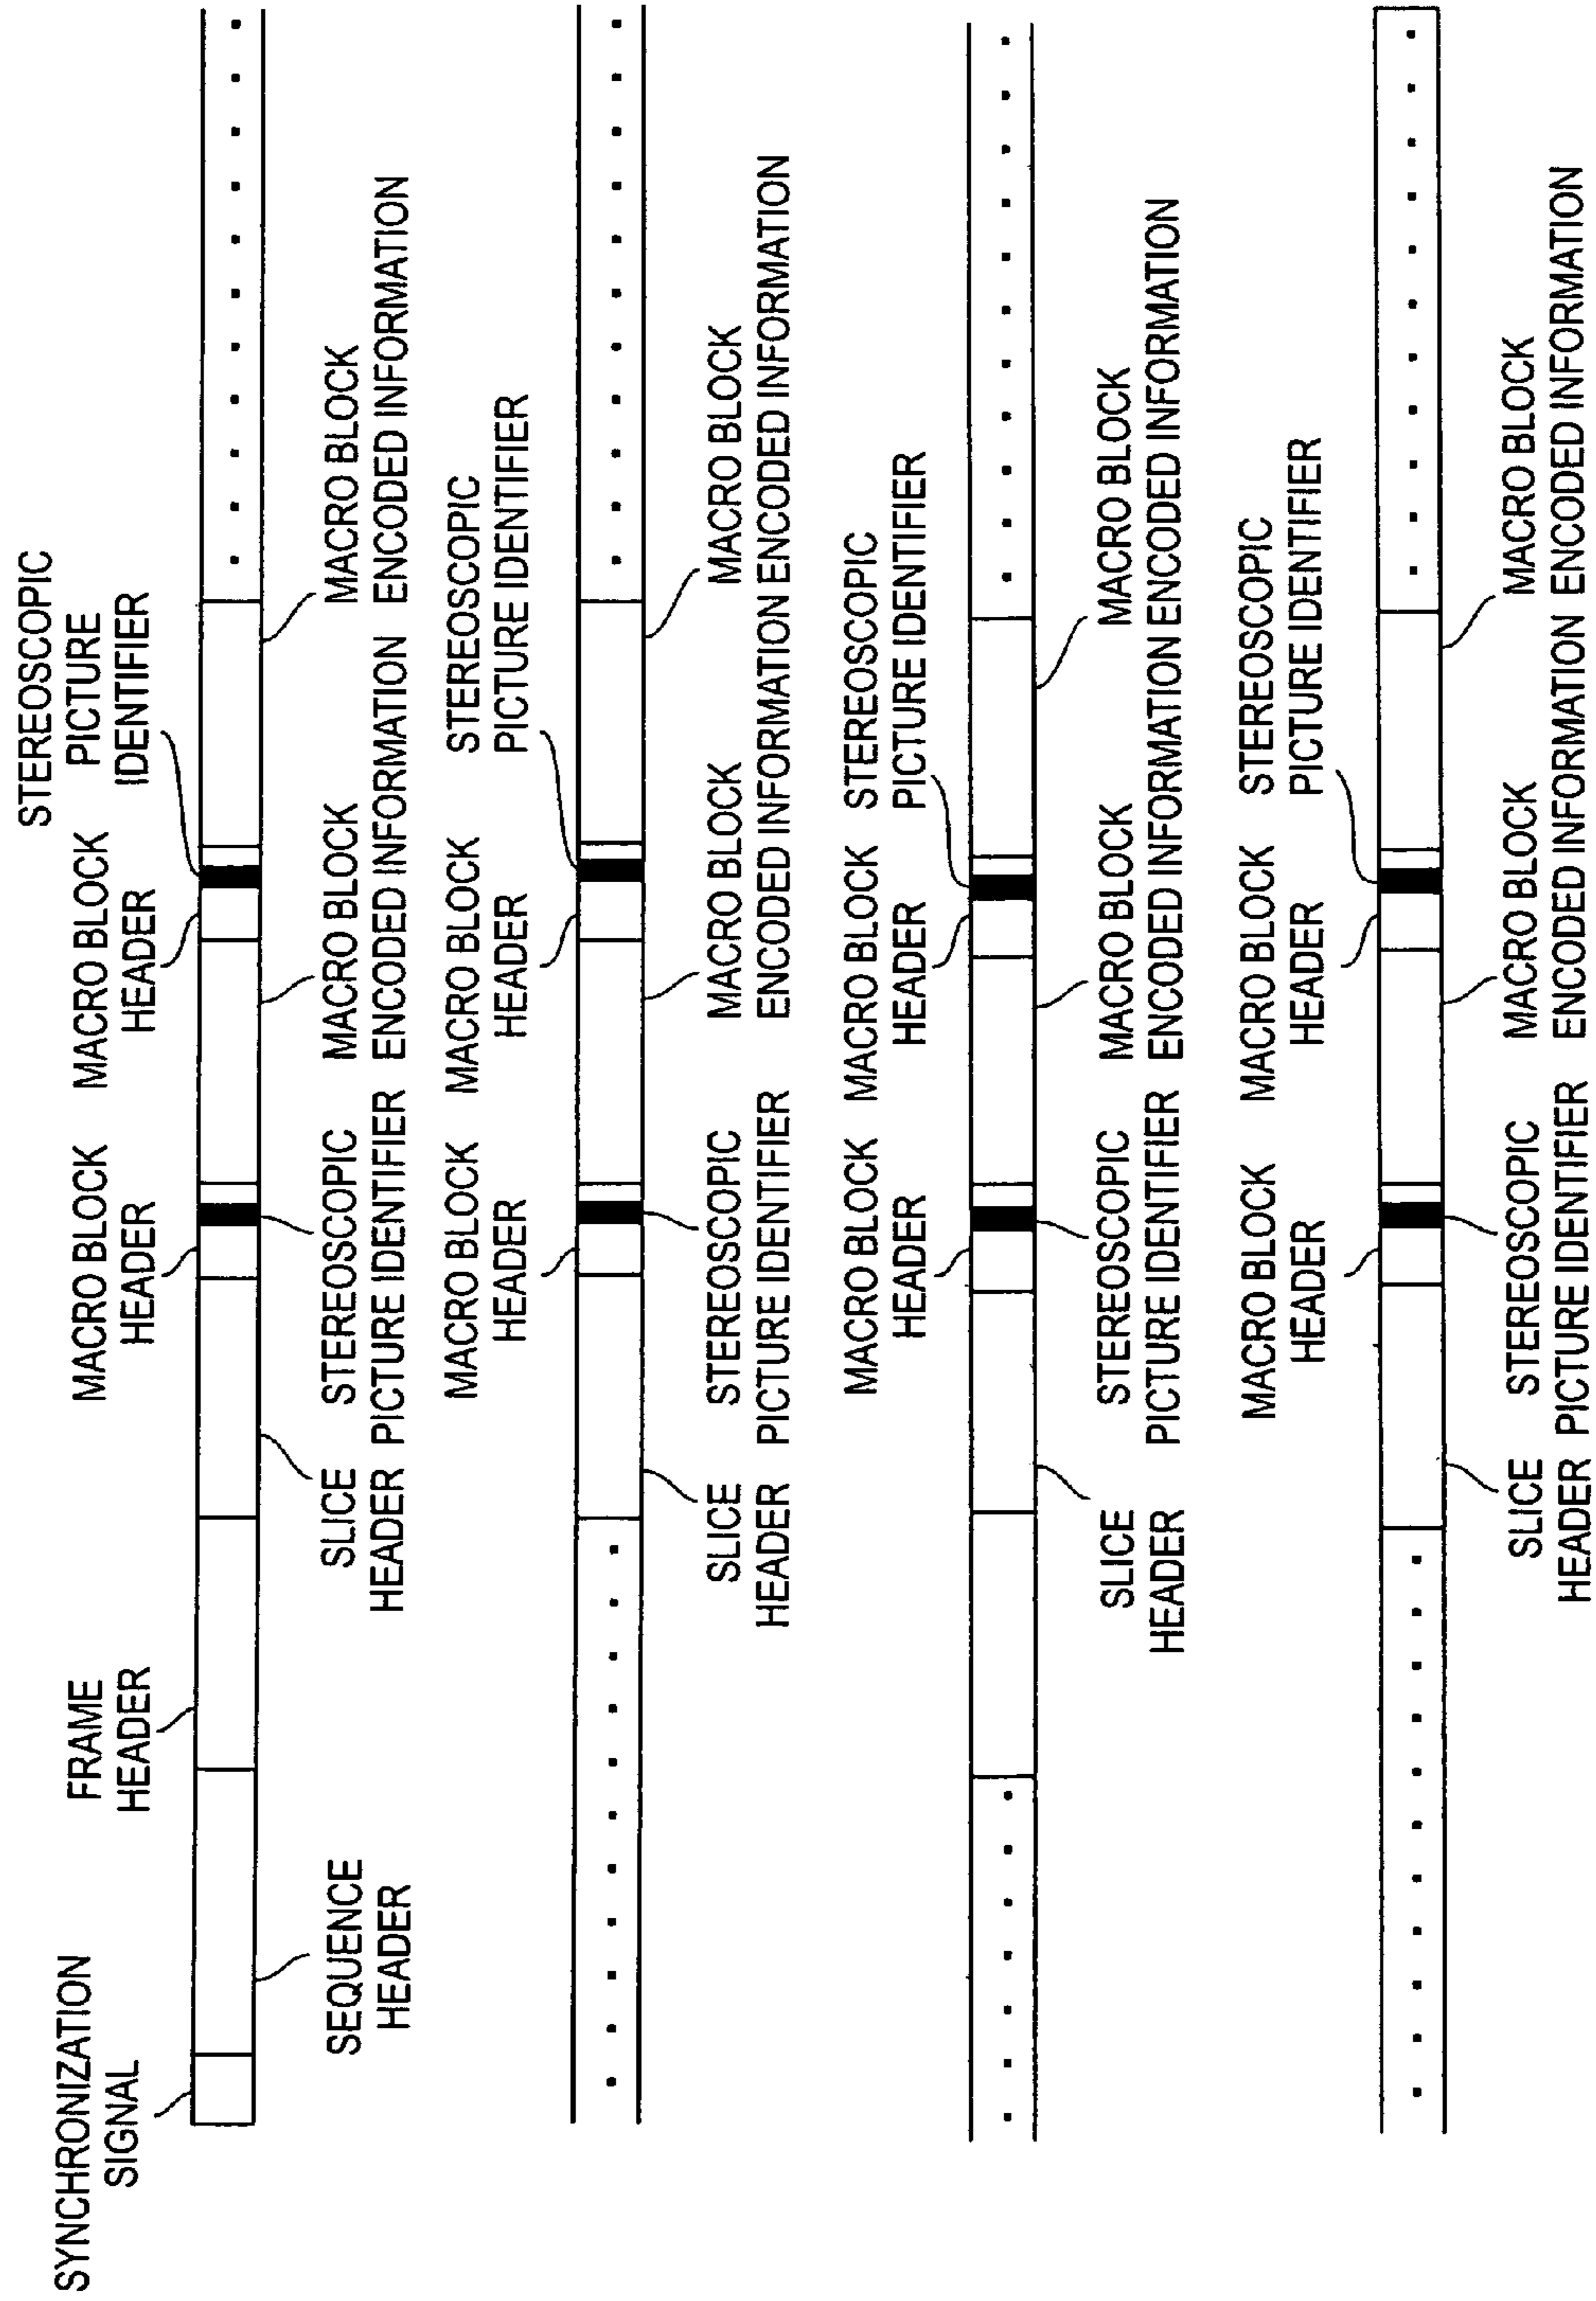 SYNCHRONIZATION
SIGNAL
FRAME
HEADER
MACRO BLOCK
HEADER
MACRO BLOCK
HEADER
STEREOSCOPIC
PICTURE
IDENTIFIER
SEQUENCE
HEADER
SLICE
HEADER
STEREOSCOPIC
PICTURE IDENTIFIER
MACRO BLOCK
ENCODED INFORMATION
MACRO BLOCK
ENCODED INFORMATION
MACRO BLOCK
HEADER
MACRO BLOCK
HEADER
STEREOSCOPIC
PICTURE IDENTIFIER
SLICE
HEADER
STEREOSCOPIC
PICTURE IDENTIFIER
MACRO BLOCK
ENCODED INFORMATION
MACRO BLOCK
ENCODED INFORMATION
MACRO BLOCK
HEADER
MACRO BLOCK
HEADER
STEREOSCOPIC
PICTURE IDENTIFIER
SLICE
HEADER
STEREOSCOPIC
PICTURE IDENTIFIER
MACRO BLOCK
ENCODED INFORMATION
MACRO BLOCK
ENCODED INFORMATION
MACRO BLOCK
HEADER
MACRO BLOCK
HEADER
STEREOSCOPIC
PICTURE IDENTIFIER
SLICE
HEADER
STEREOSCOPIC
PICTURE IDENTIFIER
MACRO BLOCK
ENCODED INFORMATION
MACRO BLOCK
ENCODED INFORMATION